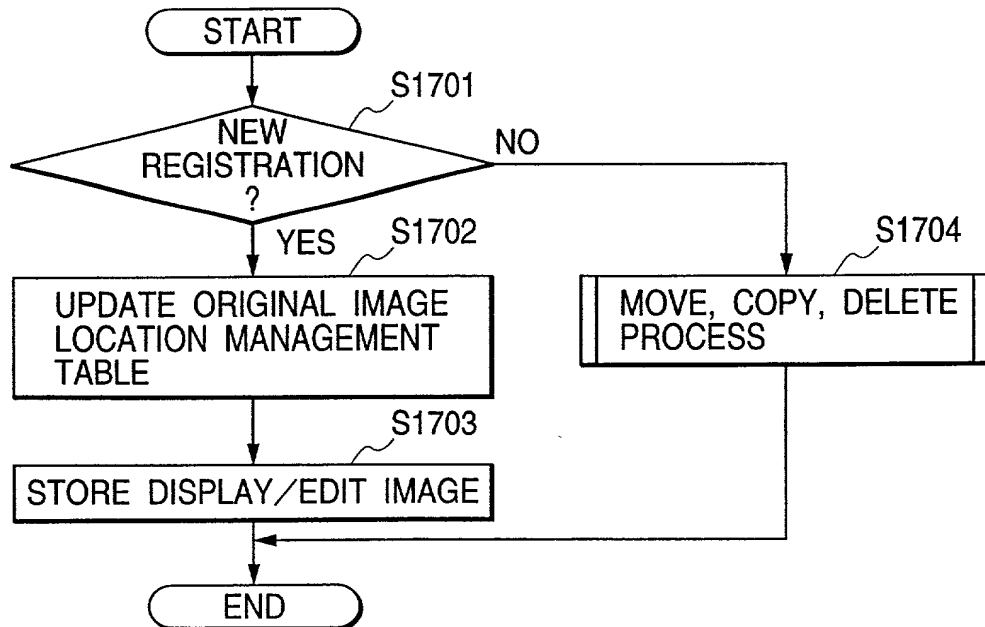 START
S1701
NEW
REGISTRATION
?
NO
YES
S1702
UPDATE ORIGINAL IMAGE
LOCATION MANAGEMENT
TABLE
S1704
MOVE, COPY, DELETE
PROCESS
S1703
STORE DISPLAY/EDIT IMAGE
END